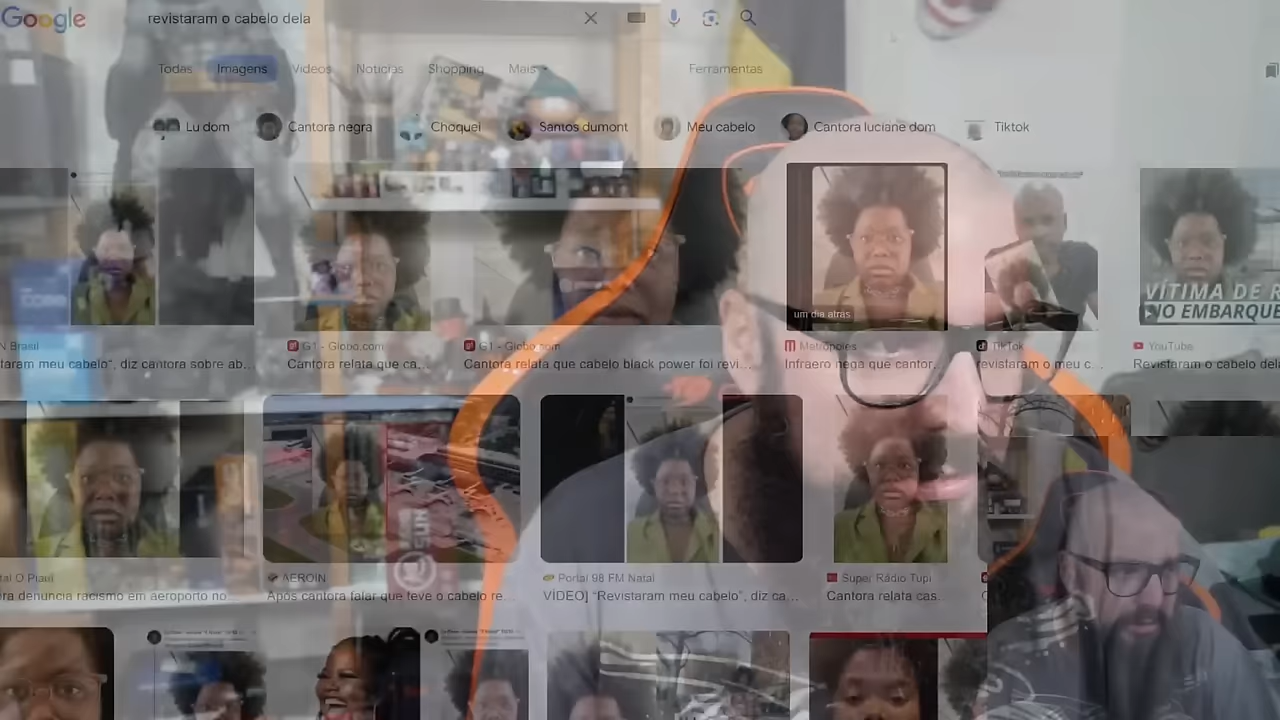 Google
revistaram o cabelo dela
Todas Imagens Vídeos Notícias Shopping Mais Ferramentas
Lu dom Cantora negra Choquei Santos dumont Meu cabelo Cantora luciane dom Tiktok
um dia atrás
VÍTIMA DE R
NO EMBARQUE
N Brasil G1 - Globo.com G1 - Globo.com Metrópoles TikTok YouTube
taram meu cabelo", diz cantora sobre ab... Cantora relata que ca... Cantora relata que cabelo black power foi revi... Infraero nega que cantor... revistaram o meu c... Revistaram o cabelo dela
tal O Piauí AEROIN Portal 98 FM Natal Super Rádio Tupi
ra denuncia racismo em aeroporto no... Após cantora falar que teve o cabelo re... VÍDEO] "Revistaram meu cabelo", diz ca... Cantora relata cas.